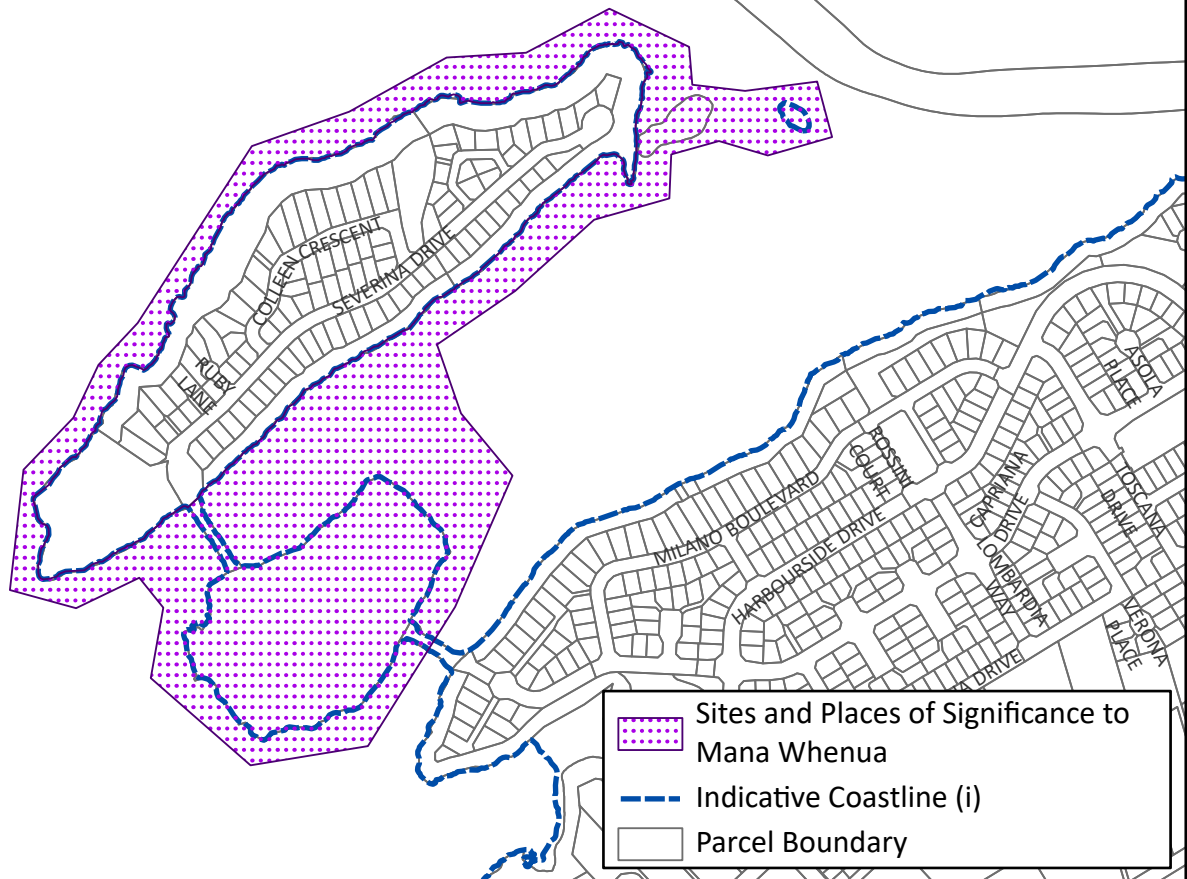 COLLEEN CRESCENT
SEVERINA DRIVE
RUBY
LANE
ASOTA
PLACE
ROSSINI
COURT
MILANO BOULEVARD
HARBOURSIDE DRIVE
CAPRIANA
DRIVE
TOSCANA
DRIVE
LOMBARDIA
WAY
VERONA
PLACE
DRIVE
Sites and Places of Significance to
Mana Whenua
Indicative Coastline (i)
Parcel Boundary